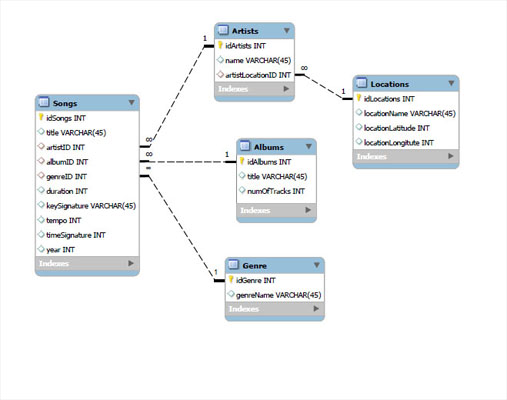 Artists
idArtists INT
name VARCHAR(45)
artistLocationID INT
Indexes
1
∞
Locations
idLocations INT
locationName VARCHAR(45)
locationLatitude INT
locationLongitute INT
Indexes
1
Songs
idSongs INT
title VARCHAR(45)
artistID INT
albumID INT
genreID INT
duration INT
keySignature VARCHAR(45)
tempo INT
timeSignature INT
year INT
Indexes
∞
∞
∞
Albums
idAlbums INT
title VARCHAR(45)
numOfTracks INT
Indexes
1
Genre
idGenre INT
genreName VARCHAR(45)
Indexes
1